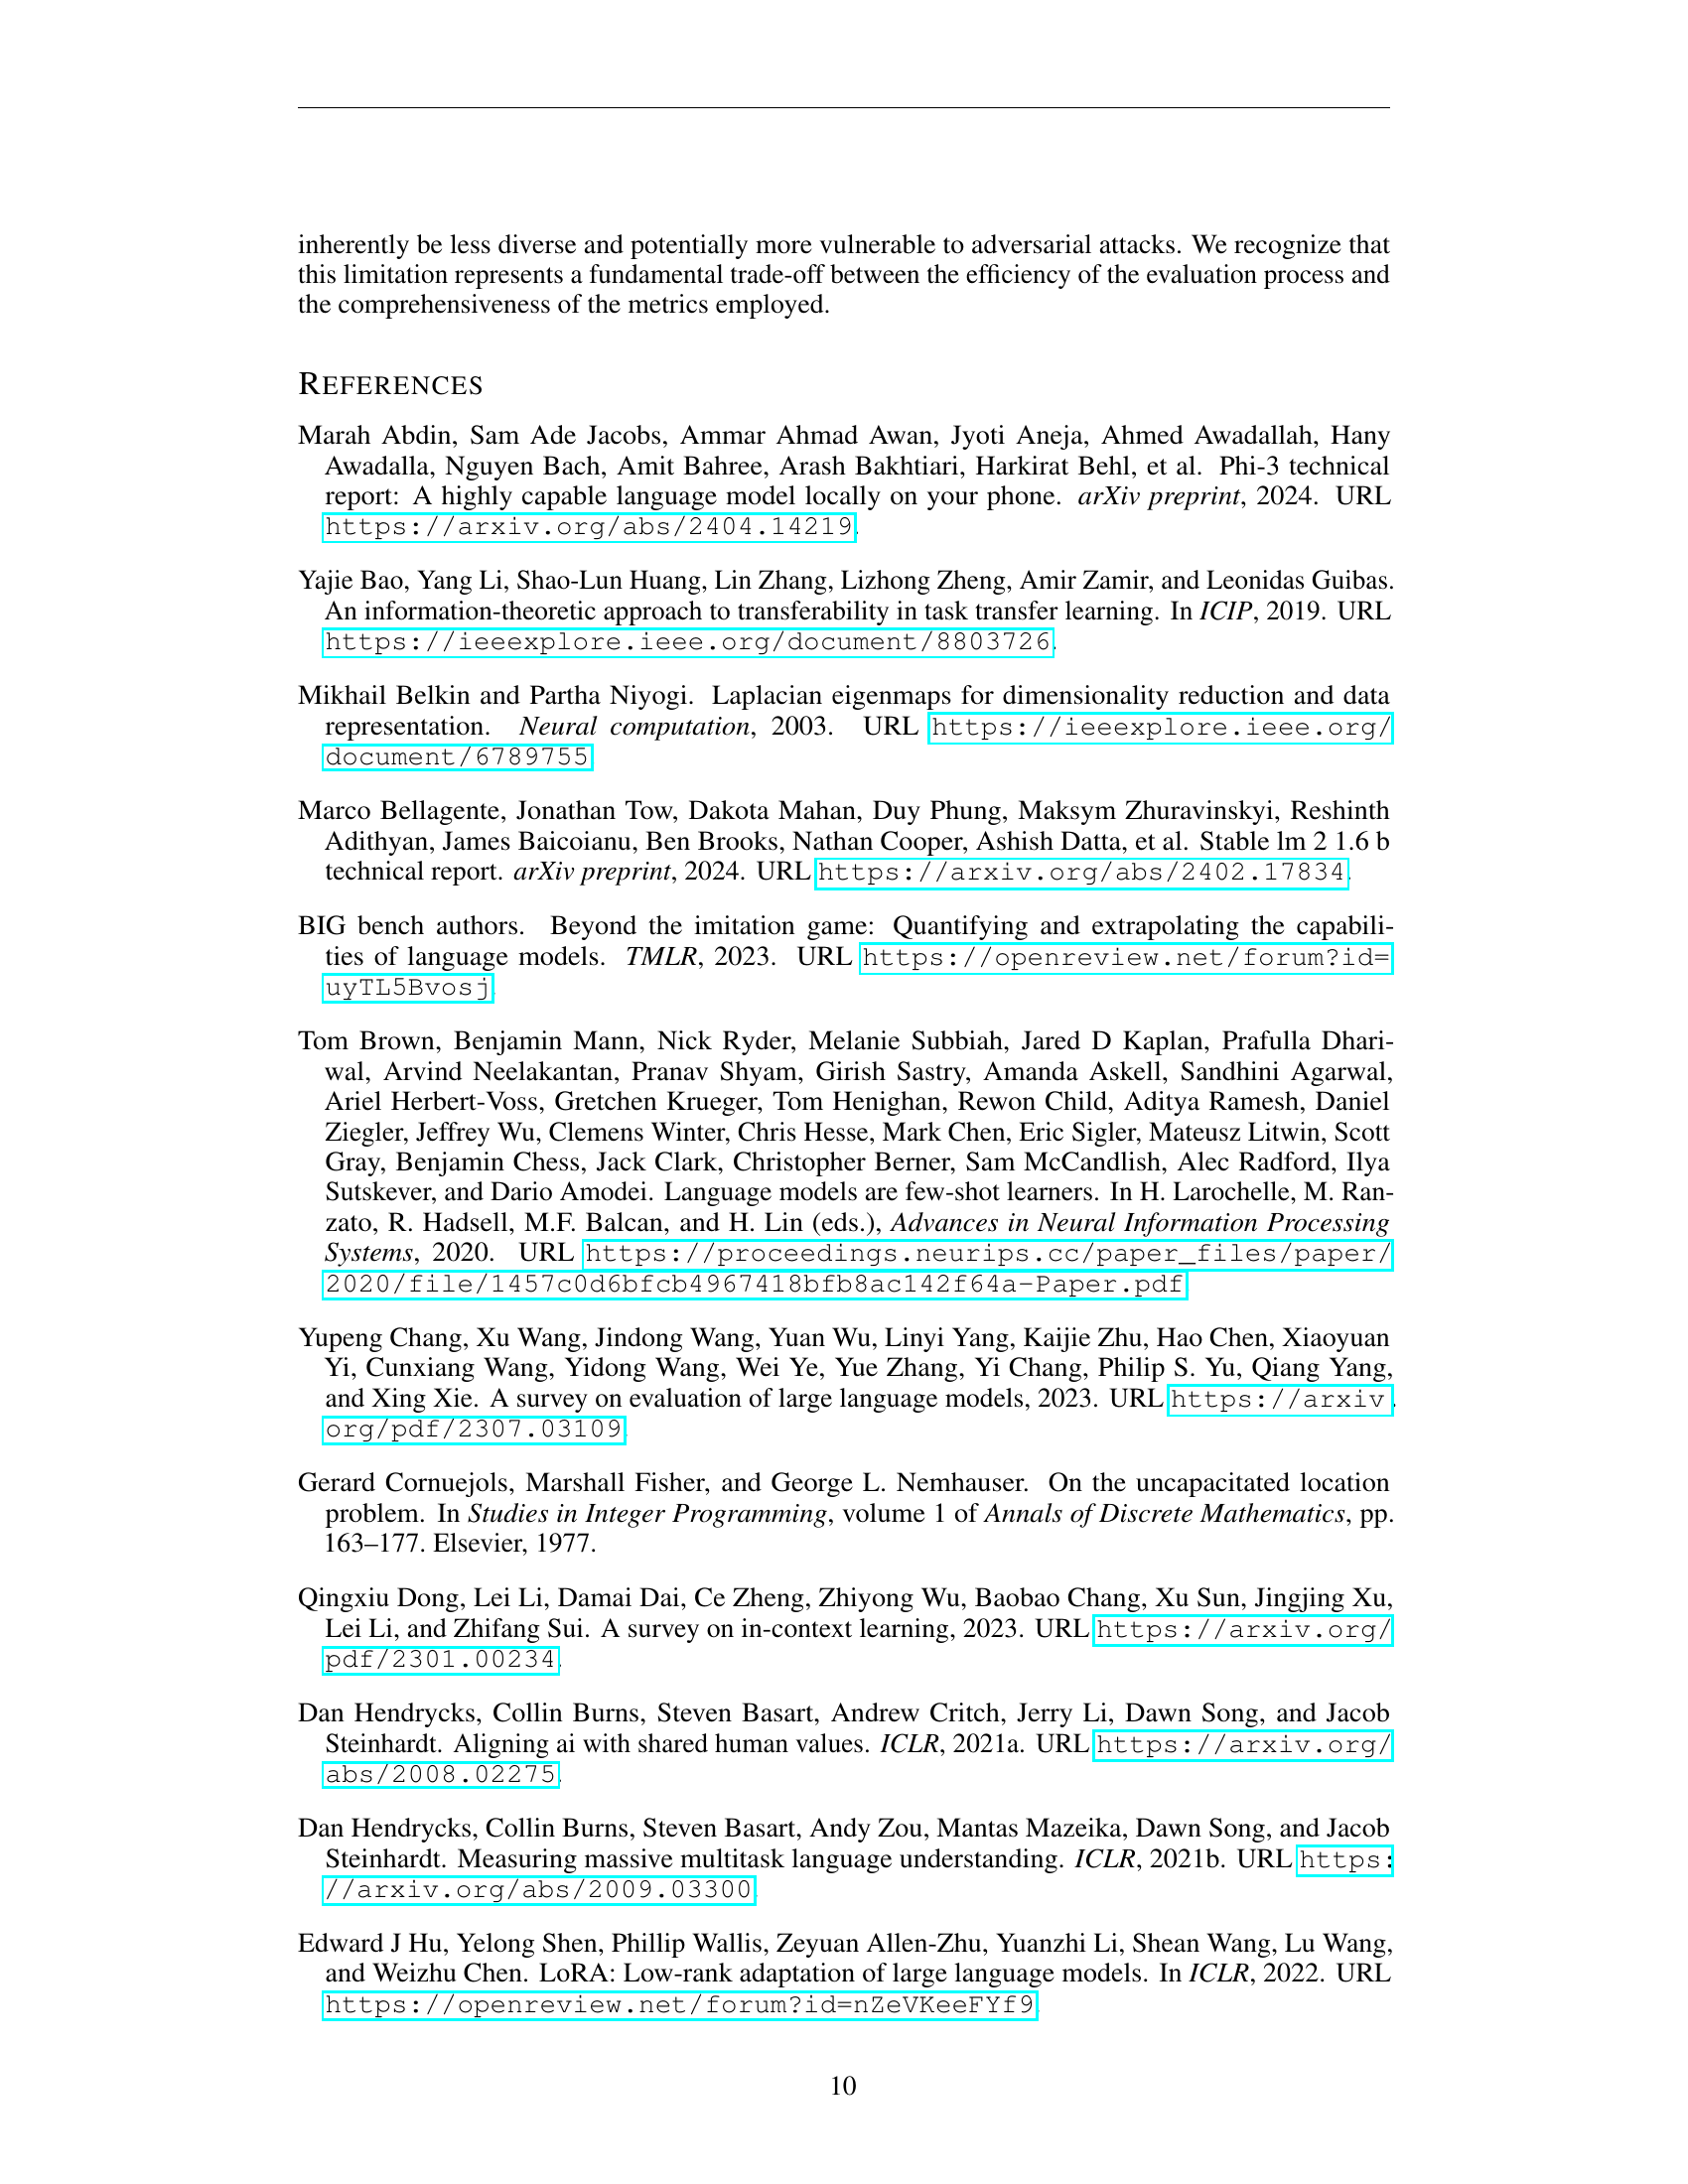 inherently be less diverse and potentially more vulnerable to adversarial attacks. We recognize that
this limitation represents a fundamental trade-off between the efficiency of the evaluation process and
the comprehensiveness of the metrics employed.
REFERENCES
Marah Abdin, Sam Ade Jacobs, Ammar Ahmad Awan, Jyoti Aneja, Ahmed Awadallah, Hany
Awadalla, Nguyen Bach, Amit Bahree, Arash Bakhtiari, Harkirat Behl, et al. Phi-3 technical
report: A highly capable language model locally on your phone. arXiv preprint, 2024. URL
https://arxiv.org/abs/2404.14219.
Yajie Bao, Yang Li, Shao-Lun Huang, Lin Zhang, Lizhong Zheng, Amir Zamir, and Leonidas Guibas.
An information-theoretic approach to transferability in task transfer learning. In ICIP, 2019. URL
https://ieeexplore.ieee.org/document/8803726.
Mikhail Belkin and Partha Niyogi. Laplacian eigenmaps for dimensionality reduction and data
representation. Neural computation, 2003. URL https://ieeexplore.ieee.org/
document/6789755.
Marco Bellagente, Jonathan Tow, Dakota Mahan, Duy Phung, Maksym Zhuravinskyi, Reshinth
Adithyan, James Baicoianu, Ben Brooks, Nathan Cooper, Ashish Datta, et al. Stable lm 2 1.6 b
technical report. arXiv preprint, 2024. URL https://arxiv.org/abs/2402.17834.
BIG bench authors. Beyond the imitation game: Quantifying and extrapolating the capabili-
ties of language models. TMLR, 2023. URL https://openreview.net/forum?id=
uyTL5Bvosj.
Tom Brown, Benjamin Mann, Nick Ryder, Melanie Subbiah, Jared D Kaplan, Prafulla Dhari-
wal, Arvind Neelakantan, Pranav Shyam, Girish Sastry, Amanda Askell, Sandhini Agarwal,
Ariel Herbert-Voss, Gretchen Krueger, Tom Henighan, Rewon Child, Aditya Ramesh, Daniel
Ziegler, Jeffrey Wu, Clemens Winter, Chris Hesse, Mark Chen, Eric Sigler, Mateusz Litwin, Scott
Gray, Benjamin Chess, Jack Clark, Christopher Berner, Sam McCandlish, Alec Radford, Ilya
Sutskever, and Dario Amodei. Language models are few-shot learners. In H. Larochelle, M. Ran-
zato, R. Hadsell, M.F. Balcan, and H. Lin (eds.), Advances in Neural Information Processing
Systems, 2020. URL https://proceedings.neurips.cc/paper_files/paper/
2020/file/1457c0d6bfcb4967418bfb8ac142f64a-Paper.pdf.
Yupeng Chang, Xu Wang, Jindong Wang, Yuan Wu, Linyi Yang, Kaijie Zhu, Hao Chen, Xiaoyuan
Yi, Cunxiang Wang, Yidong Wang, Wei Ye, Yue Zhang, Yi Chang, Philip S. Yu, Qiang Yang,
and Xing Xie. A survey on evaluation of large language models, 2023. URL https://arxiv.
org/pdf/2307.03109.
Gerard Cornuejols, Marshall Fisher, and George L. Nemhauser. On the uncapacitated location
problem. In Studies in Integer Programming, volume 1 of Annals of Discrete Mathematics, pp.
163–177. Elsevier, 1977.
Qingxiu Dong, Lei Li, Damai Dai, Ce Zheng, Zhiyong Wu, Baobao Chang, Xu Sun, Jingjing Xu,
Lei Li, and Zhifang Sui. A survey on in-context learning, 2023. URL https://arxiv.org/
pdf/2301.00234.
Dan Hendrycks, Collin Burns, Steven Basart, Andrew Critch, Jerry Li, Dawn Song, and Jacob
Steinhardt. Aligning ai with shared human values. ICLR, 2021a. URL https://arxiv.org/
abs/2008.02275.
Dan Hendrycks, Collin Burns, Steven Basart, Andy Zou, Mantas Mazeika, Dawn Song, and Jacob
Steinhardt. Measuring massive multitask language understanding. ICLR, 2021b. URL https:
//arxiv.org/abs/2009.03300.
Edward J Hu, Yelong Shen, Phillip Wallis, Zeyuan Allen-Zhu, Yuanzhi Li, Shean Wang, Lu Wang,
and Weizhu Chen. LoRA: Low-rank adaptation of large language models. In ICLR, 2022. URL
https://openreview.net/forum?id=nZeVKeeFYf9.
10